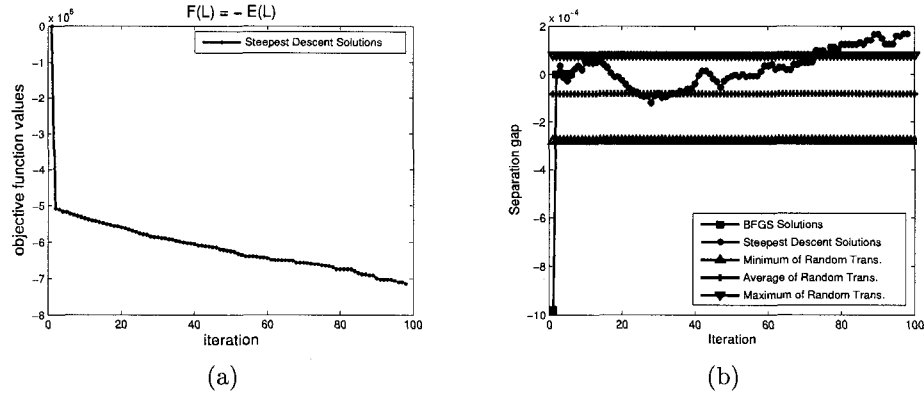 F(L) = – E(L)
x 10^6
Steepest Descent Solutions
0
-1
-2
-3
-4
-5
-6
-7
-8
objective function values
0 20 40 60 80 100
iteration
(a)
x 10^-4
2
0
-2
-4
-6
-8
-10
Separation gap
BFGS Solutions
Steepest Descent Solutions
Minimum of Random Trans.
Average of Random Trans.
Maximum of Random Trans.
0 20 40 60 80 100
Iteration
(b)